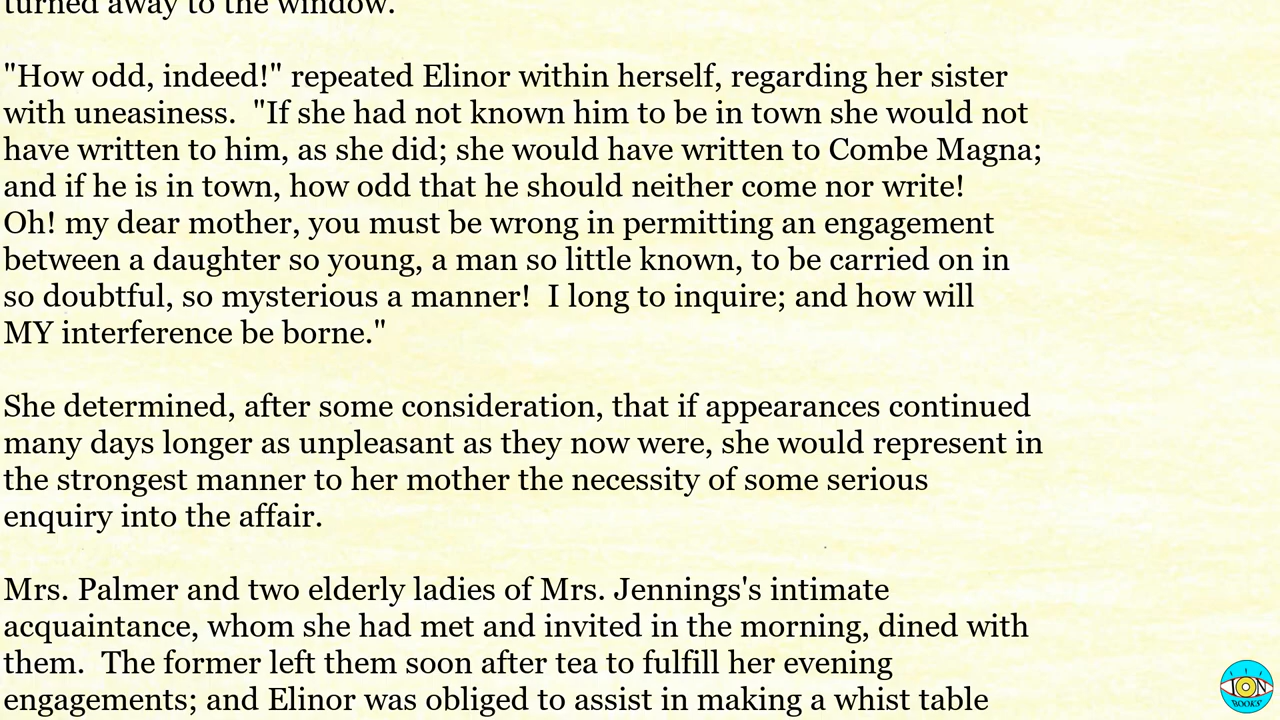 turned away to the window.
"How odd, indeed!" repeated Elinor within herself, regarding her sister
with uneasiness.  "If she had not known him to be in town she would not
have written to him, as she did; she would have written to Combe Magna;
and if he is in town, how odd that he should neither come nor write!
Oh! my dear mother, you must be wrong in permitting an engagement
between a daughter so young, a man so little known, to be carried on in
so doubtful, so mysterious a manner!  I long to inquire; and how will
MY interference be borne."
She determined, after some consideration, that if appearances continued
many days longer as unpleasant as they now were, she would represent in
the strongest manner to her mother the necessity of some serious
enquiry into the affair.
Mrs. Palmer and two elderly ladies of Mrs. Jennings's intimate
acquaintance, whom she had met and invited in the morning, dined with
them.  The former left them soon after tea to fulfill her evening
engagements; and Elinor was obliged to assist in making a whist table
ION
BOOKS